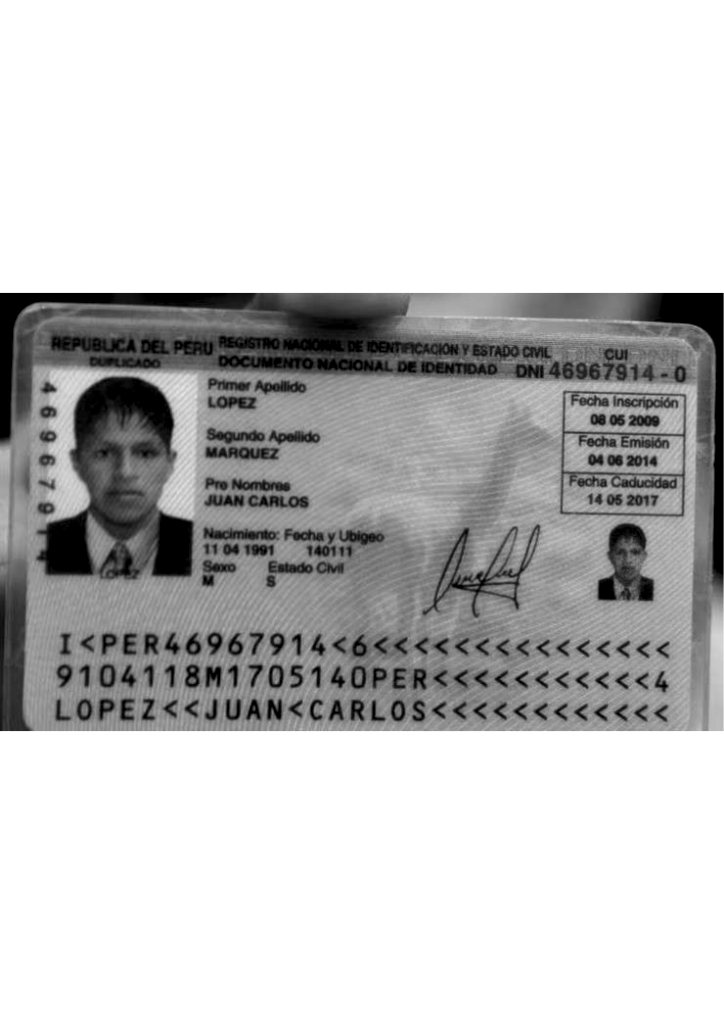 REPUBLICA DEL PERU REGISTRO NACIONAL DE IDENTIFICACIÓN Y ESTADO CIVIL CUI
DUPLICADO DOCUMENTO NACIONAL DE IDENTIDAD DNI 46967914 - 0
46967914
Primer Apellido
LOPEZ
Segundo Apellido
MARQUEZ
Pre Nombres
JUAN CARLOS
Nacimiento: Fecha y Ubigeo
11 04 1991 140111
Sexo Estado Civil
M S
Fecha Inscripción
08 05 2009
Fecha Emisión
04 06 2014
Fecha Caducidad
14 05 2017
LOPEZ
I<PER46967914<6<<<<<<<<<<<<<<<
9104118M1705140PER<<<<<<<<<<<4
LOPEZ<<JUAN<CARLOS<<<<<<<<<<<<